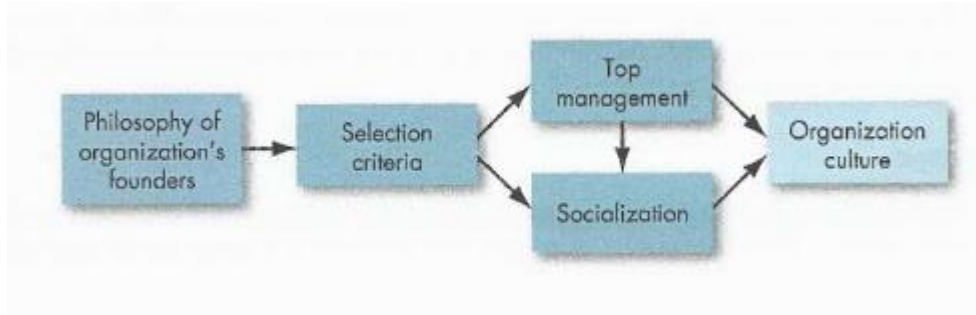 Philosophy of
organization's
founders
Selection
criteria
Top
management
Socialization
Organization
culture